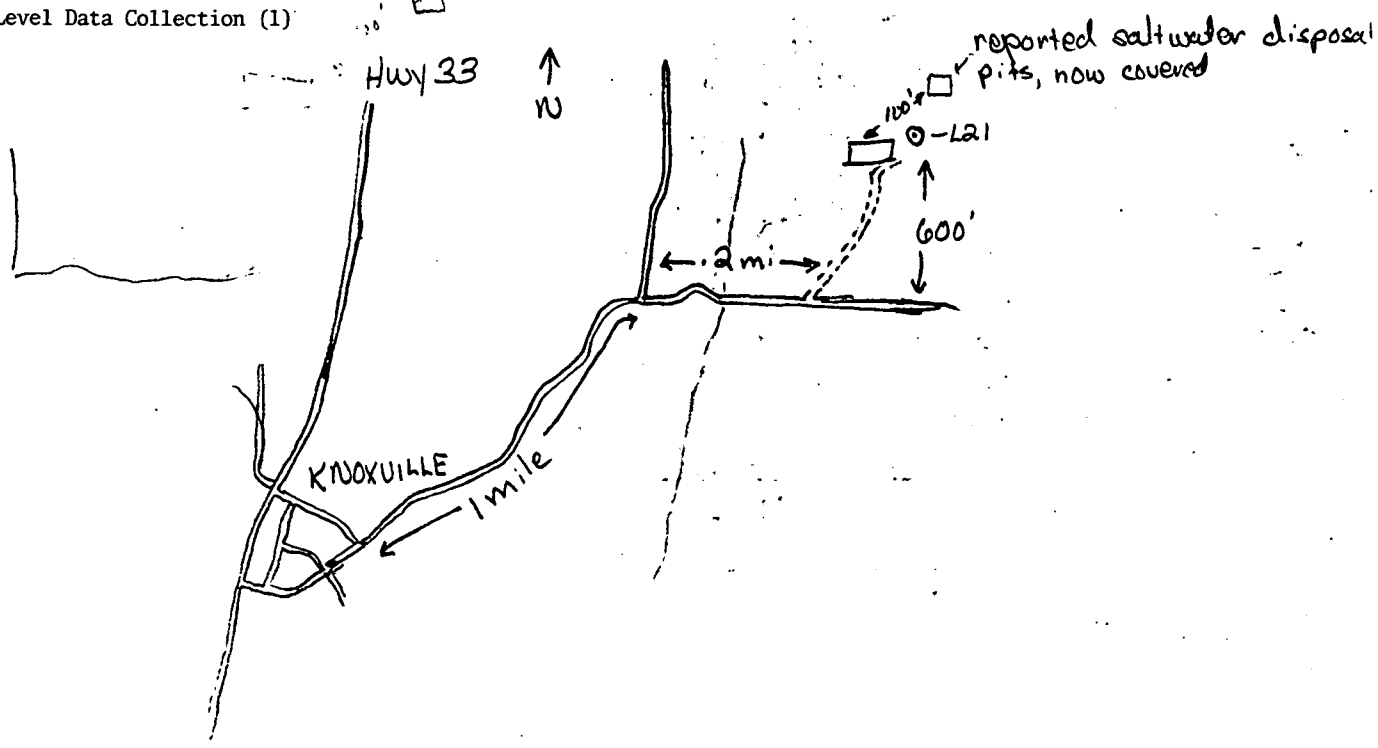 Level Data Collection (1)
Hwy 33
N
reported saltwater disposal
pits, now covered
100'
-L21
600'
.2 mi
KNOXVILLE
1 mile